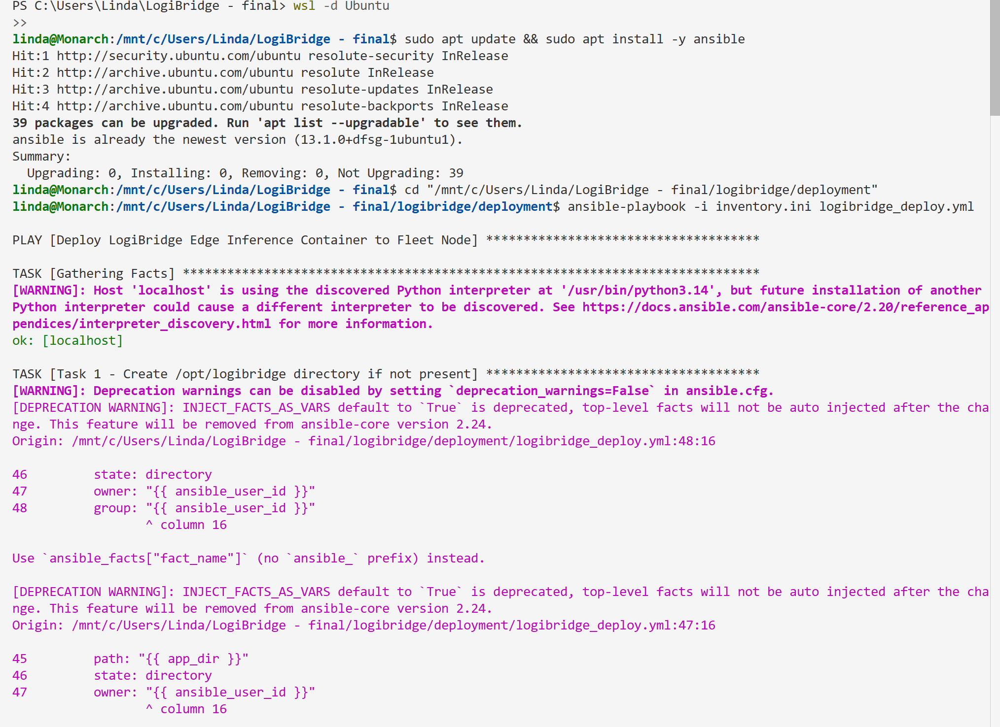 PS C:\Users\Linda\LogiBridge - final> wsl -d Ubuntu
>>
linda@Monarch:/mnt/c/Users/Linda/LogiBridge - final$ sudo apt update && sudo apt install -y ansible
Hit:1 http://security.ubuntu.com/ubuntu resolute-security InRelease
Hit:2 http://archive.ubuntu.com/ubuntu resolute InRelease
Hit:3 http://archive.ubuntu.com/ubuntu resolute-updates InRelease
Hit:4 http://archive.ubuntu.com/ubuntu resolute-backports InRelease
39 packages can be upgraded. Run 'apt list --upgradable' to see them.
ansible is already the newest version (13.1.0+dfsg-1ubuntu1).
Summary:
  Upgrading: 0, Installing: 0, Removing: 0, Not Upgrading: 39
linda@Monarch:/mnt/c/Users/Linda/LogiBridge - final$ cd "/mnt/c/Users/Linda/LogiBridge - final/logibridge/deployment"
linda@Monarch:/mnt/c/Users/Linda/LogiBridge - final/logibridge/deployment$ ansible-playbook -i inventory.ini logibridge_deploy.yml
PLAY [Deploy LogiBridge Edge Inference Container to Fleet Node] *************************************
TASK [Gathering Facts] ******************************************************************************
[WARNING]: Host 'localhost' is using the discovered Python interpreter at '/usr/bin/python3.14', but future installation of another
Python interpreter could cause a different interpreter to be discovered. See https://docs.ansible.com/ansible-core/2.20/reference_ap
pendices/interpreter_discovery.html for more information.
ok: [localhost]
TASK [Task 1 - Create /opt/logibridge directory if not present] *************************************
[WARNING]: Deprecation warnings can be disabled by setting `deprecation_warnings=False` in ansible.cfg.
[DEPRECATION WARNING]: INJECT_FACTS_AS_VARS default to `True` is deprecated, top-level facts will not be auto injected after the cha
nge. This feature will be removed from ansible-core version 2.24.
Origin: /mnt/c/Users/Linda/LogiBridge - final/logibridge/deployment/logibridge_deploy.yml:48:16
46         state: directory
47         owner: "{{ ansible_user_id }}"
48         group: "{{ ansible_user_id }}"
                  ^ column 16
Use `ansible_facts["fact_name"]` (no `ansible_` prefix) instead.
[DEPRECATION WARNING]: INJECT_FACTS_AS_VARS default to `True` is deprecated, top-level facts will not be auto injected after the cha
nge. This feature will be removed from ansible-core version 2.24.
Origin: /mnt/c/Users/Linda/LogiBridge - final/logibridge/deployment/logibridge_deploy.yml:47:16
45         path: "{{ app_dir }}"
46         state: directory
47         owner: "{{ ansible_user_id }}"
                  ^ column 16